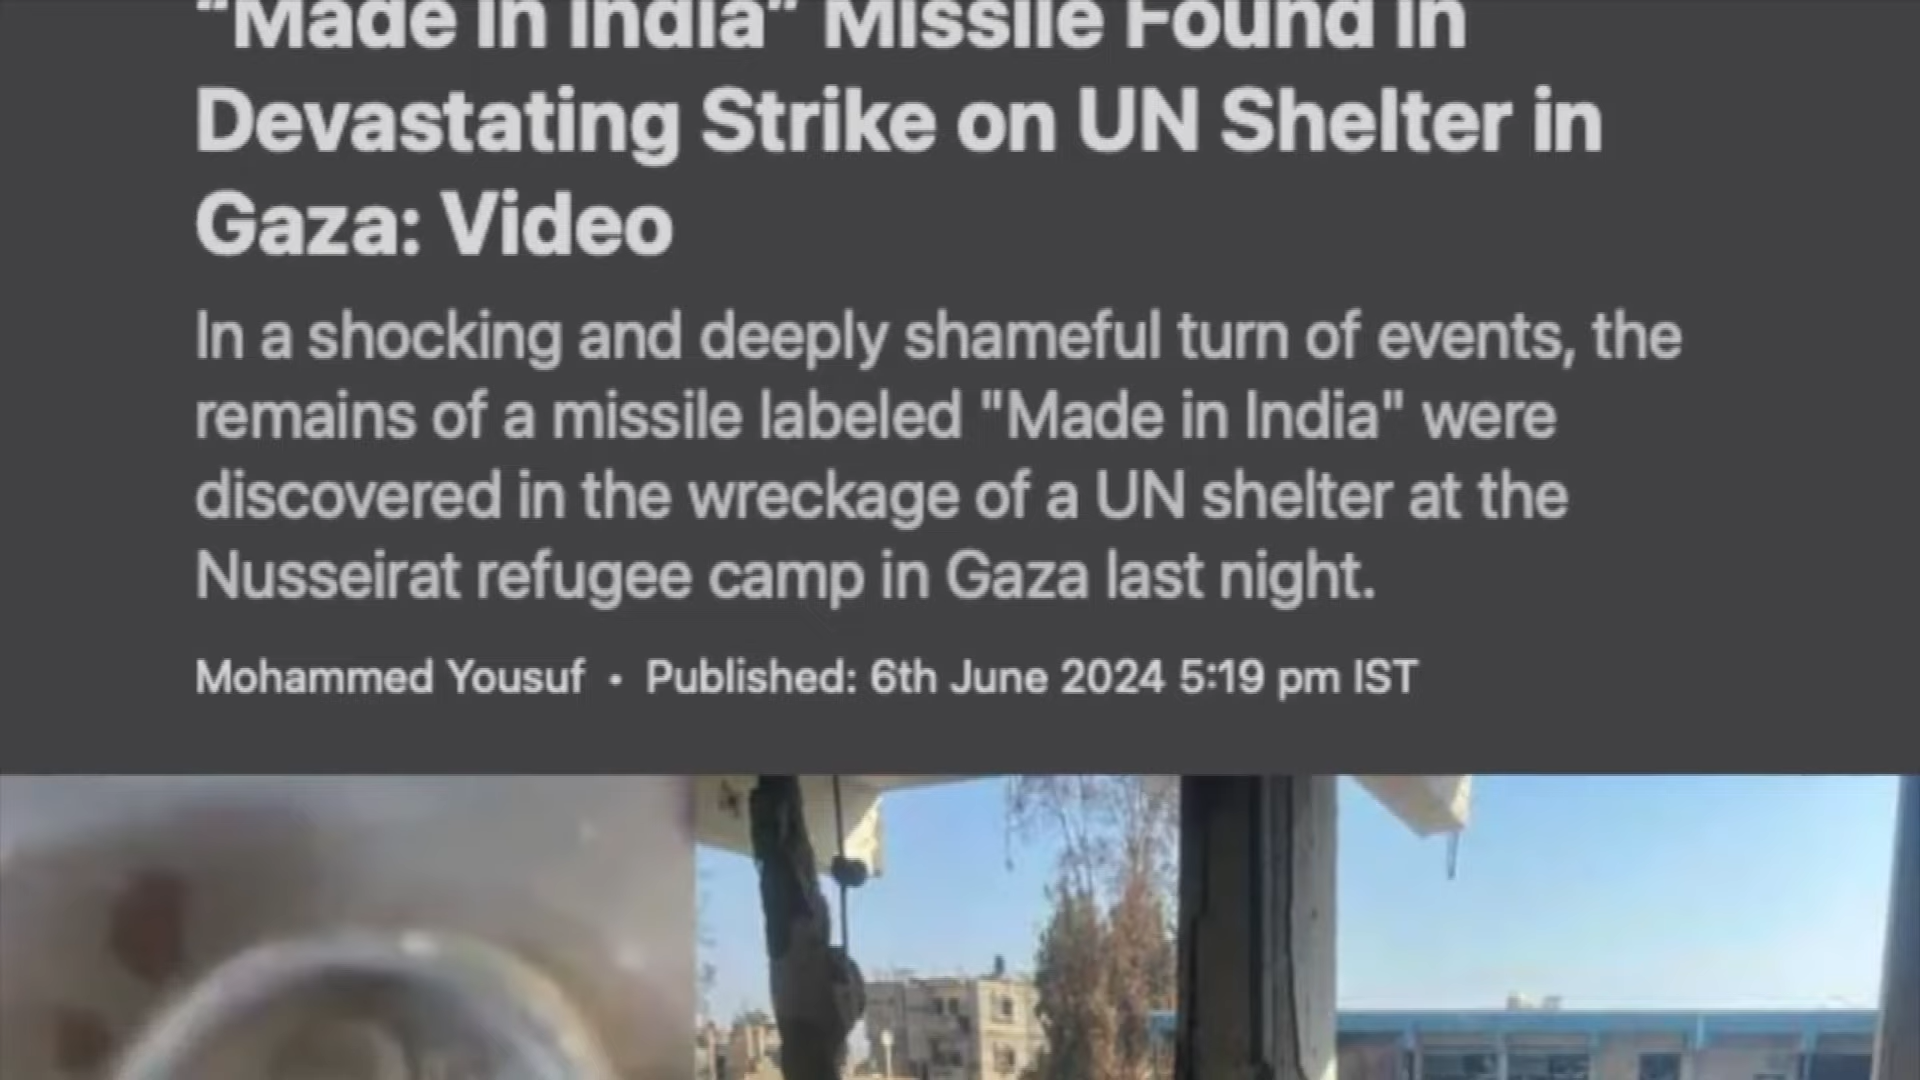 “Made in India” Missile Found in
Devastating Strike on UN Shelter in
Gaza: Video
In a shocking and deeply shameful turn of events, the
remains of a missile labeled "Made in India" were
discovered in the wreckage of a UN shelter at the
Nusseirat refugee camp in Gaza last night.
Mohammed Yousuf • Published: 6th June 2024 5:19 pm IST